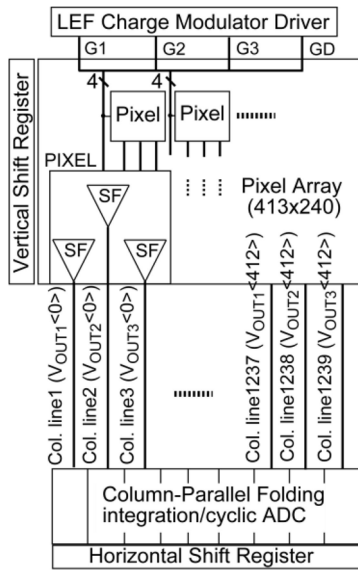 LEF Charge Modulator Driver
G1 G2 G3 GD
4 4
Vertical Shift Register
Pixel Pixel
PIXEL
Pixel Array
(413x240)
SF
SF SF
Col. line1 (VOUT1<0>)
Col. line2 (VOUT2<0>)
Col. line3 (VOUT3<0>)
Col. line1237 (VOUT1<412>)
Col. line1238 (VOUT2<412>)
Col. line1239 (VOUT3<412>)
Column-Parallel Folding
integration/cyclic ADC
Horizontal Shift Register